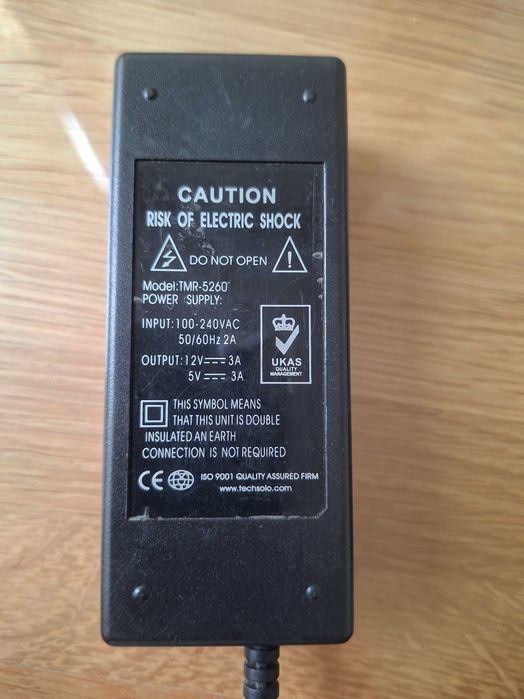 CAUTION
RISK OF ELECTRIC SHOCK
DO NOT OPEN
Model:TMR-5260
POWER SUPPLY:
INPUT:100-240VAC
50/60Hz 2A
OUTPUT:12V⎓3A
5V⎓3A
UKAS
QUALITY
MANAGEMENT
THIS SYMBOL MEANS
THAT THIS UNIT IS DOUBLE
INSULATED AN EARTH
CONNECTION IS NOT REQUIRED
CE ISO 9001 QUALITY ASSURED FIRM
www.techsolo.com